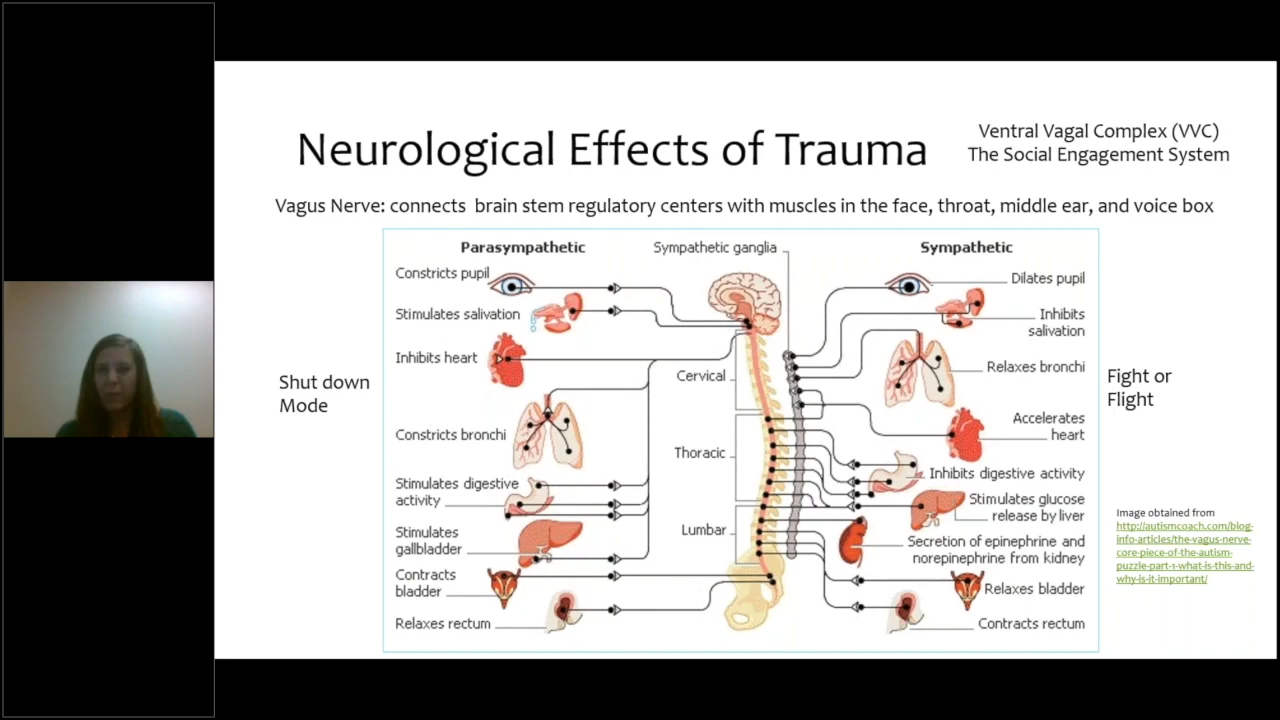 Neurological Effects of Trauma
Ventral Vagal Complex (VVC)
The Social Engagement System
Vagus Nerve: connects  brain stem regulatory centers with muscles in the face, throat, middle ear, and voice box
Shut down
Mode
Parasympathetic
Constricts pupil
Stimulates salivation
Inhibits heart
Constricts bronchi
Stimulates digestive
activity
Stimulates
gallbladder
Contracts
bladder
Relaxes rectum
Sympathetic ganglia
Cervical
Thoracic
Lumbar
Sympathetic
Dilates pupil
Inhibits
salivation
Relaxes bronchi
Accelerates
heart
Inhibits digestive activity
Stimulates glucose
release by liver
Secretion of epinephrine and
norepinephrine from kidney
Relaxes bladder
Contracts rectum
Fight or
Flight
Image obtained from
http://autismcoach.com/blog-
info-articles/the-vagus-nerve-
core-piece-of-the-autism-
puzzle-part-1-what-is-this-and-
why-is-it-important/